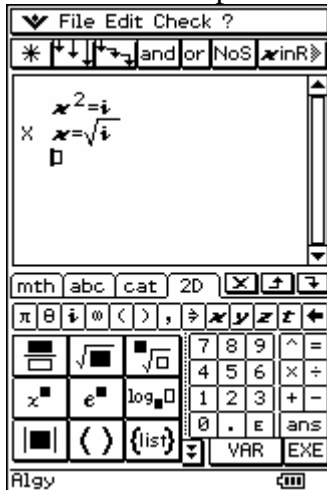 File Edit Check ?
and or NoS xinR
x²=i
X x=√i
mth abc cat 2D
π θ i ∞ ( ) , ⇒ x y z t ←
√■ ■√□ 7 8 9 ^ =
4 5 6 × ÷
x■ e■ log■□ 1 2 3 + −
|■| ( ) {list} 0 . E ans
VAR EXE
Algy